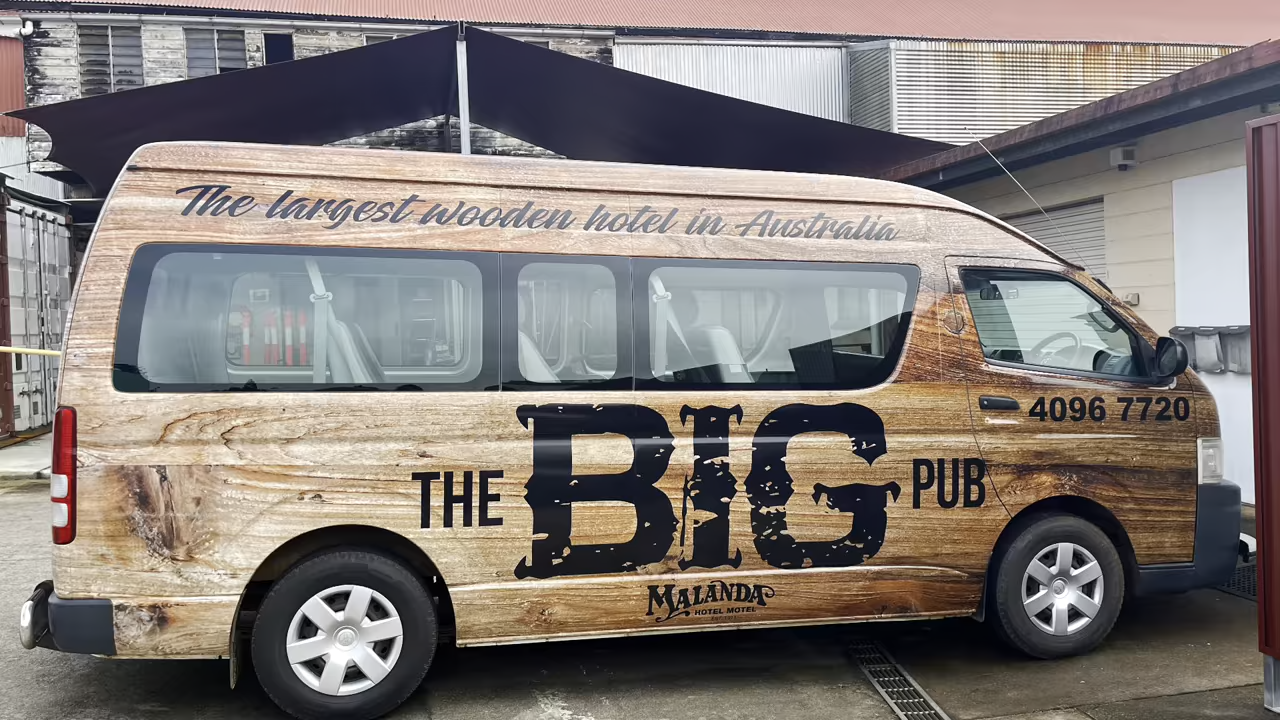 The largest wooden hotel in Australia
4096 7720
THE BIG PUB
MALANDA
HOTEL MOTEL